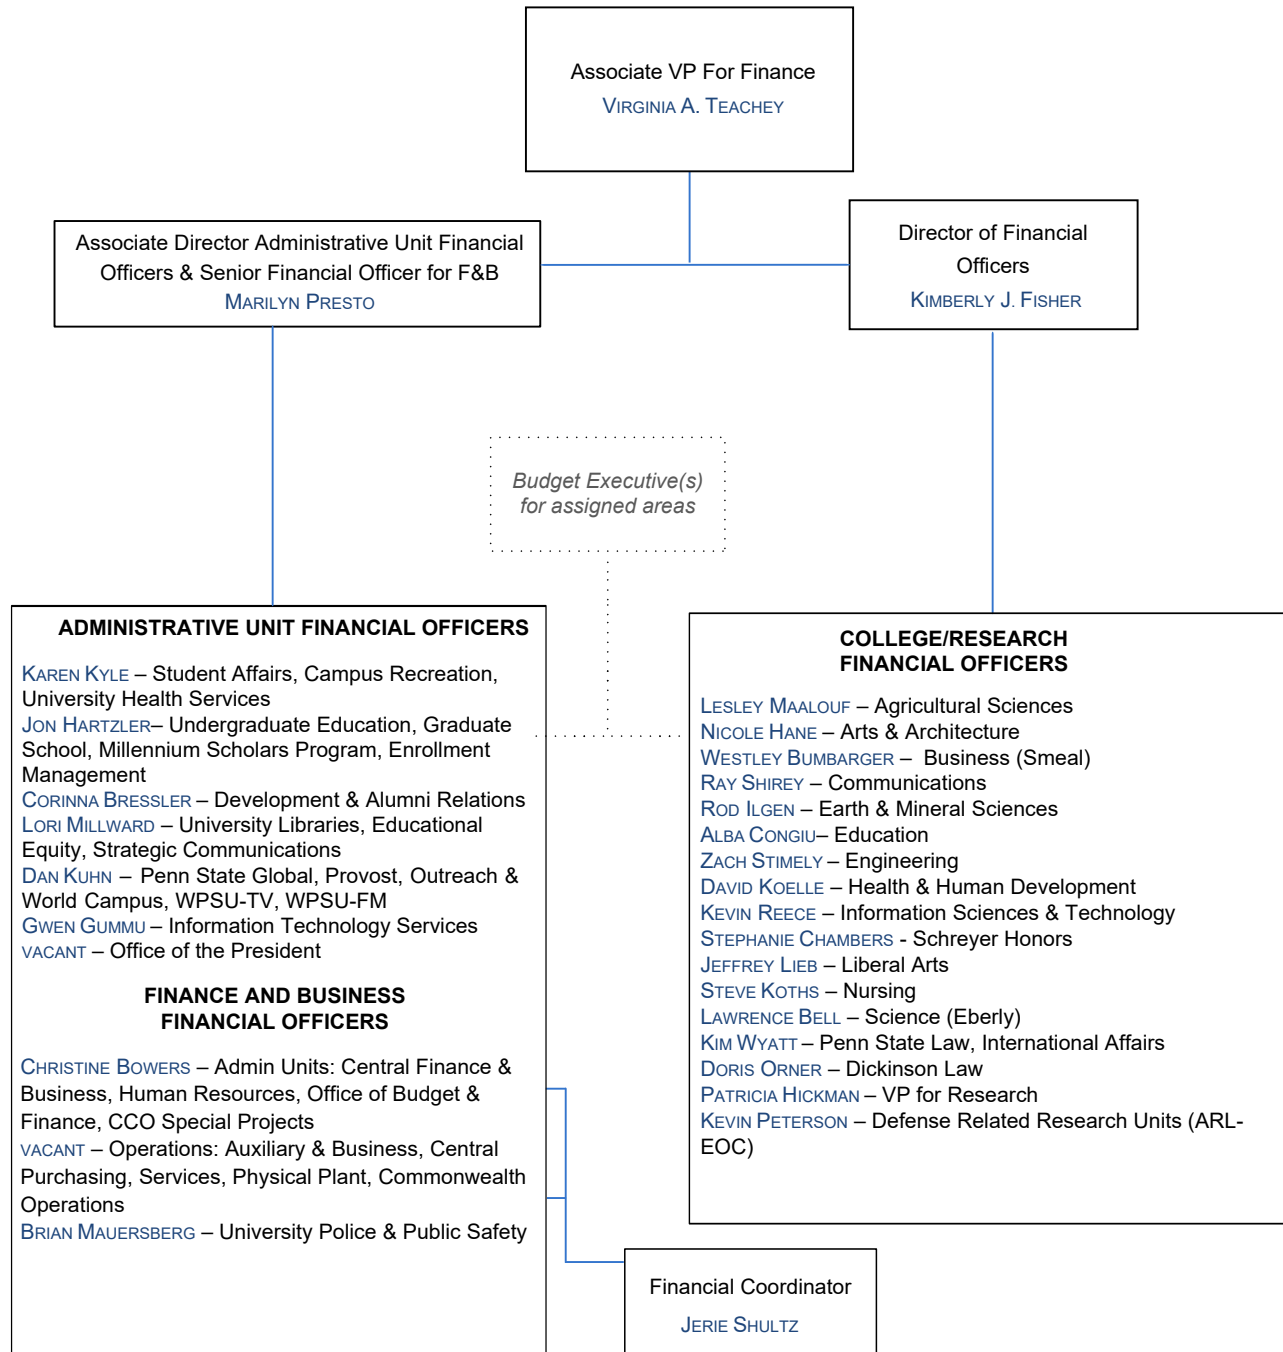 Associate VP For Finance
VIRGINIA A. TEACHEY
Associate Director Administrative Unit Financial
Officers & Senior Financial Officer for F&B
MARILYN PRESTO
Director of Financial
Officers
KIMBERLY J. FISHER
Budget Executive(s)
for assigned areas
ADMINISTRATIVE UNIT FINANCIAL OFFICERS
KAREN KYLE – Student Affairs, Campus Recreation,
University Health Services
JON HARTZLER– Undergraduate Education, Graduate
School, Millennium Scholars Program, Enrollment
Management
CORINNA BRESSLER – Development & Alumni Relations
LORI MILLWARD – University Libraries, Educational
Equity, Strategic Communications
DAN KUHN – Penn State Global, Provost, Outreach &
World Campus, WPSU-TV, WPSU-FM
GWEN GUMMU – Information Technology Services
VACANT – Office of the President
FINANCE AND BUSINESS
FINANCIAL OFFICERS
CHRISTINE BOWERS – Admin Units: Central Finance &
Business, Human Resources, Office of Budget &
Finance, CCO Special Projects
VACANT – Operations: Auxiliary & Business, Central
Purchasing, Services, Physical Plant, Commonwealth
Operations
BRIAN MAUERSBERG – University Police & Public Safety
COLLEGE/RESEARCH
FINANCIAL OFFICERS
LESLEY MAALOUF – Agricultural Sciences
NICOLE HANE – Arts & Architecture
WESTLEY BUMBARGER – Business (Smeal)
RAY SHIREY – Communications
ROD ILGEN – Earth & Mineral Sciences
ALBA CONGIU– Education
ZACH STIMELY – Engineering
DAVID KOELLE – Health & Human Development
KEVIN REECE – Information Sciences & Technology
STEPHANIE CHAMBERS - Schreyer Honors
JEFFREY LIEB – Liberal Arts
STEVE KOTHS – Nursing
LAWRENCE BELL – Science (Eberly)
KIM WYATT – Penn State Law, International Affairs
DORIS ORNER – Dickinson Law
PATRICIA HICKMAN – VP for Research
KEVIN PETERSON – Defense Related Research Units (ARL-
EOC)
Financial Coordinator
JERIE SHULTZ